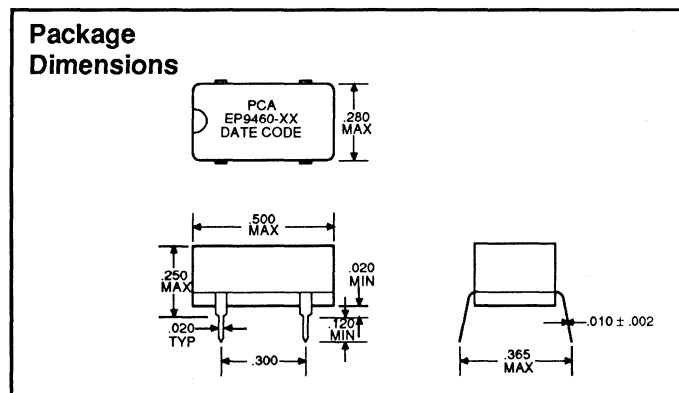 Package
Dimensions
PCA
EP9460-XX
DATE CODE
.280
MAX
.500
MAX
.250
MAX
.020
MIN
.020
TYP
.120
MIN
.300
.010 ± .002
.365
MAX